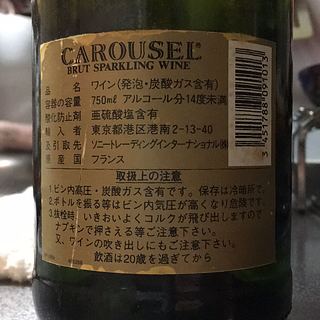 CAROUSEL
BRUT SPARKLING WINE
品名 ワイン(発泡・炭酸ガス含有)
容器の容量 750mℓ アルコール分14度未満
酸化防止剤 亜硫酸塩含有
輸入者 東京都港区港南2-13-40
及引取先 ソニートレーディングインターナショナル㈱
原産国 フランス
取扱上の注意
1.ビン内高圧・炭酸ガス含有です。保存は冷暗所で。
2.ボトルを振る等はビン内気圧が高くなり危険です。
3.抜栓時、いきおいよくコルクが飛び出しますので
ナプキンで押さえる等ご注意下さい。
又、ワインの吹き出しにもご注意下さい。
飲酒は20歳を過ぎてから
3 451788 091013